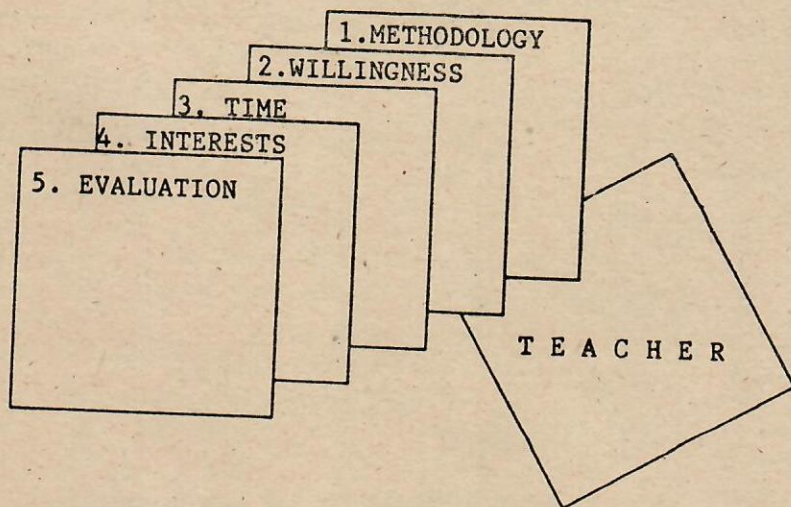 1.METHODOLOGY
2.WILLINGNESS
3. TIME
4. INTERESTS
5. EVALUATION
T E A C H E R